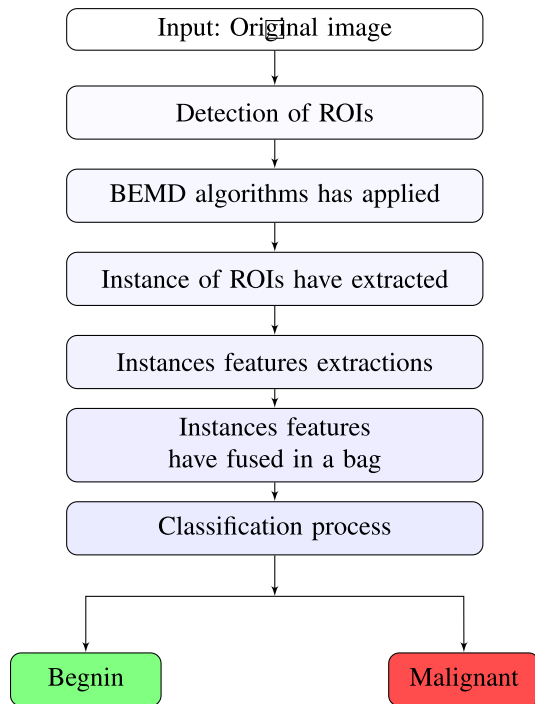 Input: Original image
Detection of ROIs
BEMD algorithms has applied
Instance of ROIs have extracted
Instances features extractions
Instances features
have fused in a bag
Classification process
Begnin
Malignant